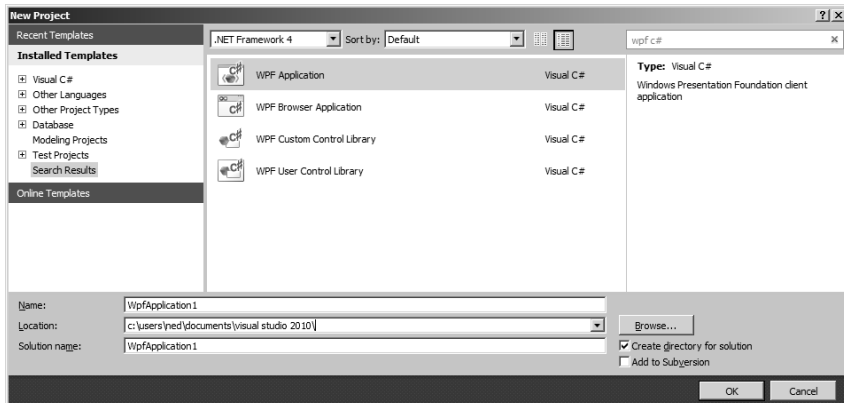 New Project
Recent Templates
.NET Framework 4 Sort by: Default
wpf c#
Installed Templates
Visual C#
Other Languages
Other Project Types
Database
Modeling Projects
Test Projects
Search Results
Online Templates
WPF Application Visual C#
WPF Browser Application Visual C#
WPF Custom Control Library Visual C#
WPF User Control Library Visual C#
Type: Visual C#
Windows Presentation Foundation client
application
Name: WpfApplication1
Location: c:\users\ned\documents\visual studio 2010\
Browse...
Solution name: WpfApplication1
Create directory for solution
Add to Subversion
OK Cancel